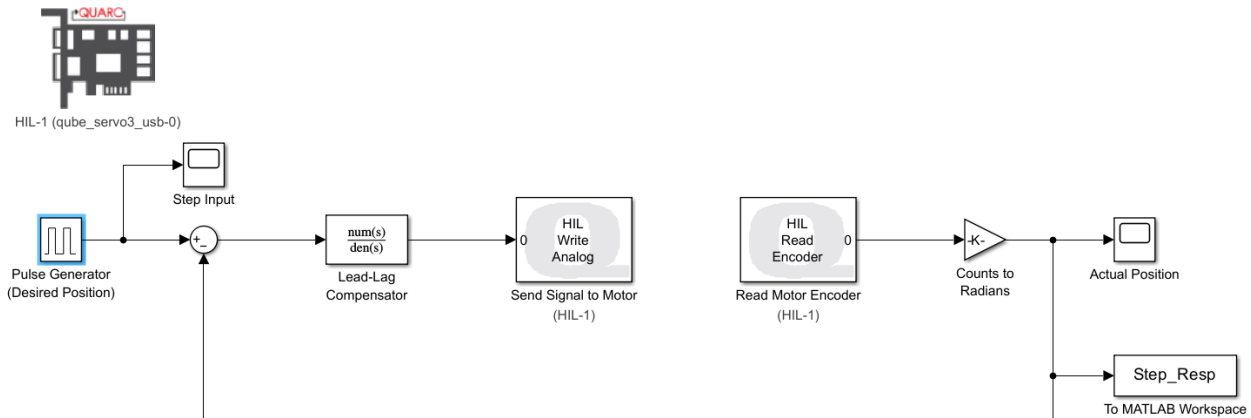 QUARC
HIL-1 (qube_servo3_usb-0)
Step Input
Pulse Generator
(Desired Position)
+
_
num(s)
den(s)
Lead-Lag
Compensator
0
HIL
Write
Analog
Send Signal to Motor
(HIL-1)
HIL
Read
Encoder
0
Read Motor Encoder
(HIL-1)
-K-
Counts to
Radians
Actual Position
Step_Resp
To MATLAB Workspace